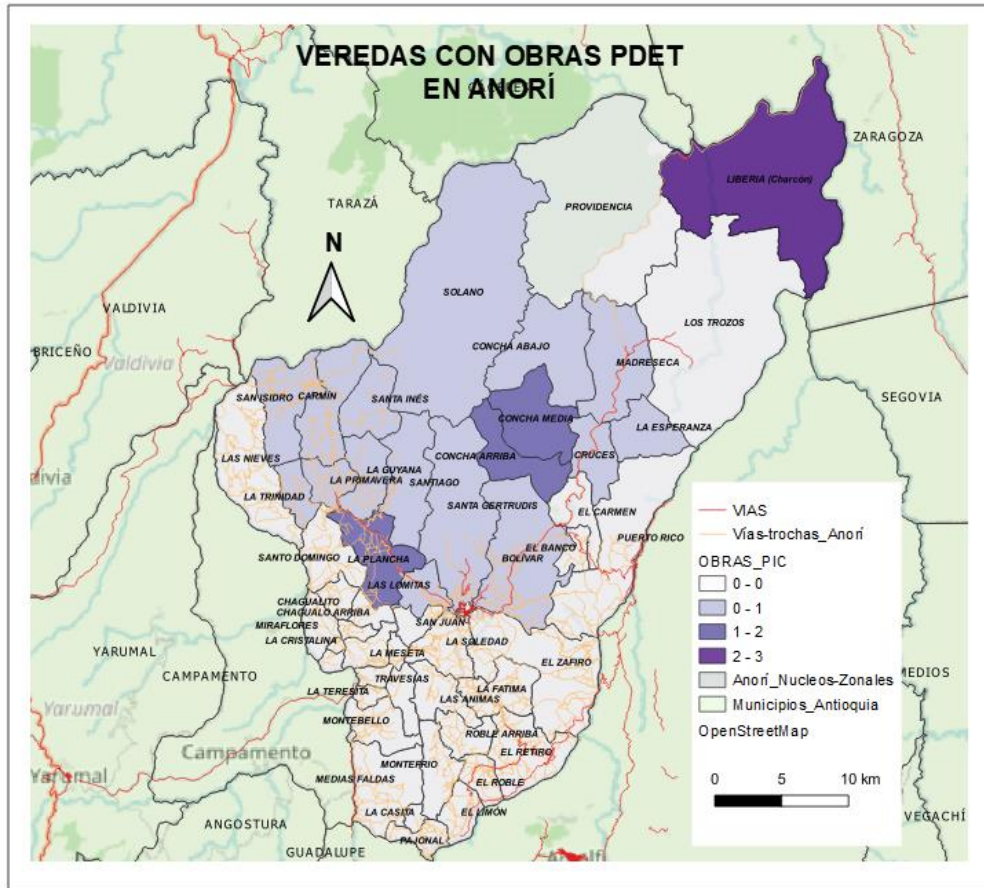 VEREDAS CON OBRAS PDET
EN ANORÍ
ZARAGOZA
LIBERIA (Charcón)
TARAZÁ
PROVIDENCIA
N
SOLANO
VALDIVIA
LOS TROZOS
BRICEÑO
Valdivia
CONCHA ABAJO
MADRESECA
SEGOVIA
SAN ISIDRO
CARMÍN
SANTA INÉS
CONCHA MEDIA
LA ESPERANZA
LAS NIEVES
CONCHA ARRIBA
CRUCES
LA GUYANA
LA PRIMAVERA
SANTIAGO
LA TRINIDAD
SANTA GERTRUDIS
EL CARMEN
VIAS
Vías-trochas_Anorí
OBRAS_PIC
0 - 0
0 - 1
1 - 2
2 - 3
Anorí_Nucleos-Zonales
Municipios_Antioquia
OpenStreetMap
0 5 10 km
PUERTO RICO
EL BANCO
BOLÍVAR
SANTO DOMINGO
LA PLANCHA
LAS LOMITAS
CHAGUALITO
CHAGUALO ARRIBA
MIRAFLORES
SAN JUAN
LA CRISTALINA
LA SOLEDAD
LA MESETA
EL ZAFIRO
YARUMAL
CAMPAMENTO
TRAVESÍAS
LA TERESITA
LAS ANIMAS
LA FATIMA
MEDIOS
Yarumal
MONTEBELLO
ROBLE ARRIBA
Campamento
MONTERRIO
EL RETIRO
Yarumal
MEDIAS FALDAS
EL ROBLE
LA CASITA
EL LIMÓN
ANGOSTURA
VEGACHÍ
PAJONAL
GUADALUPE